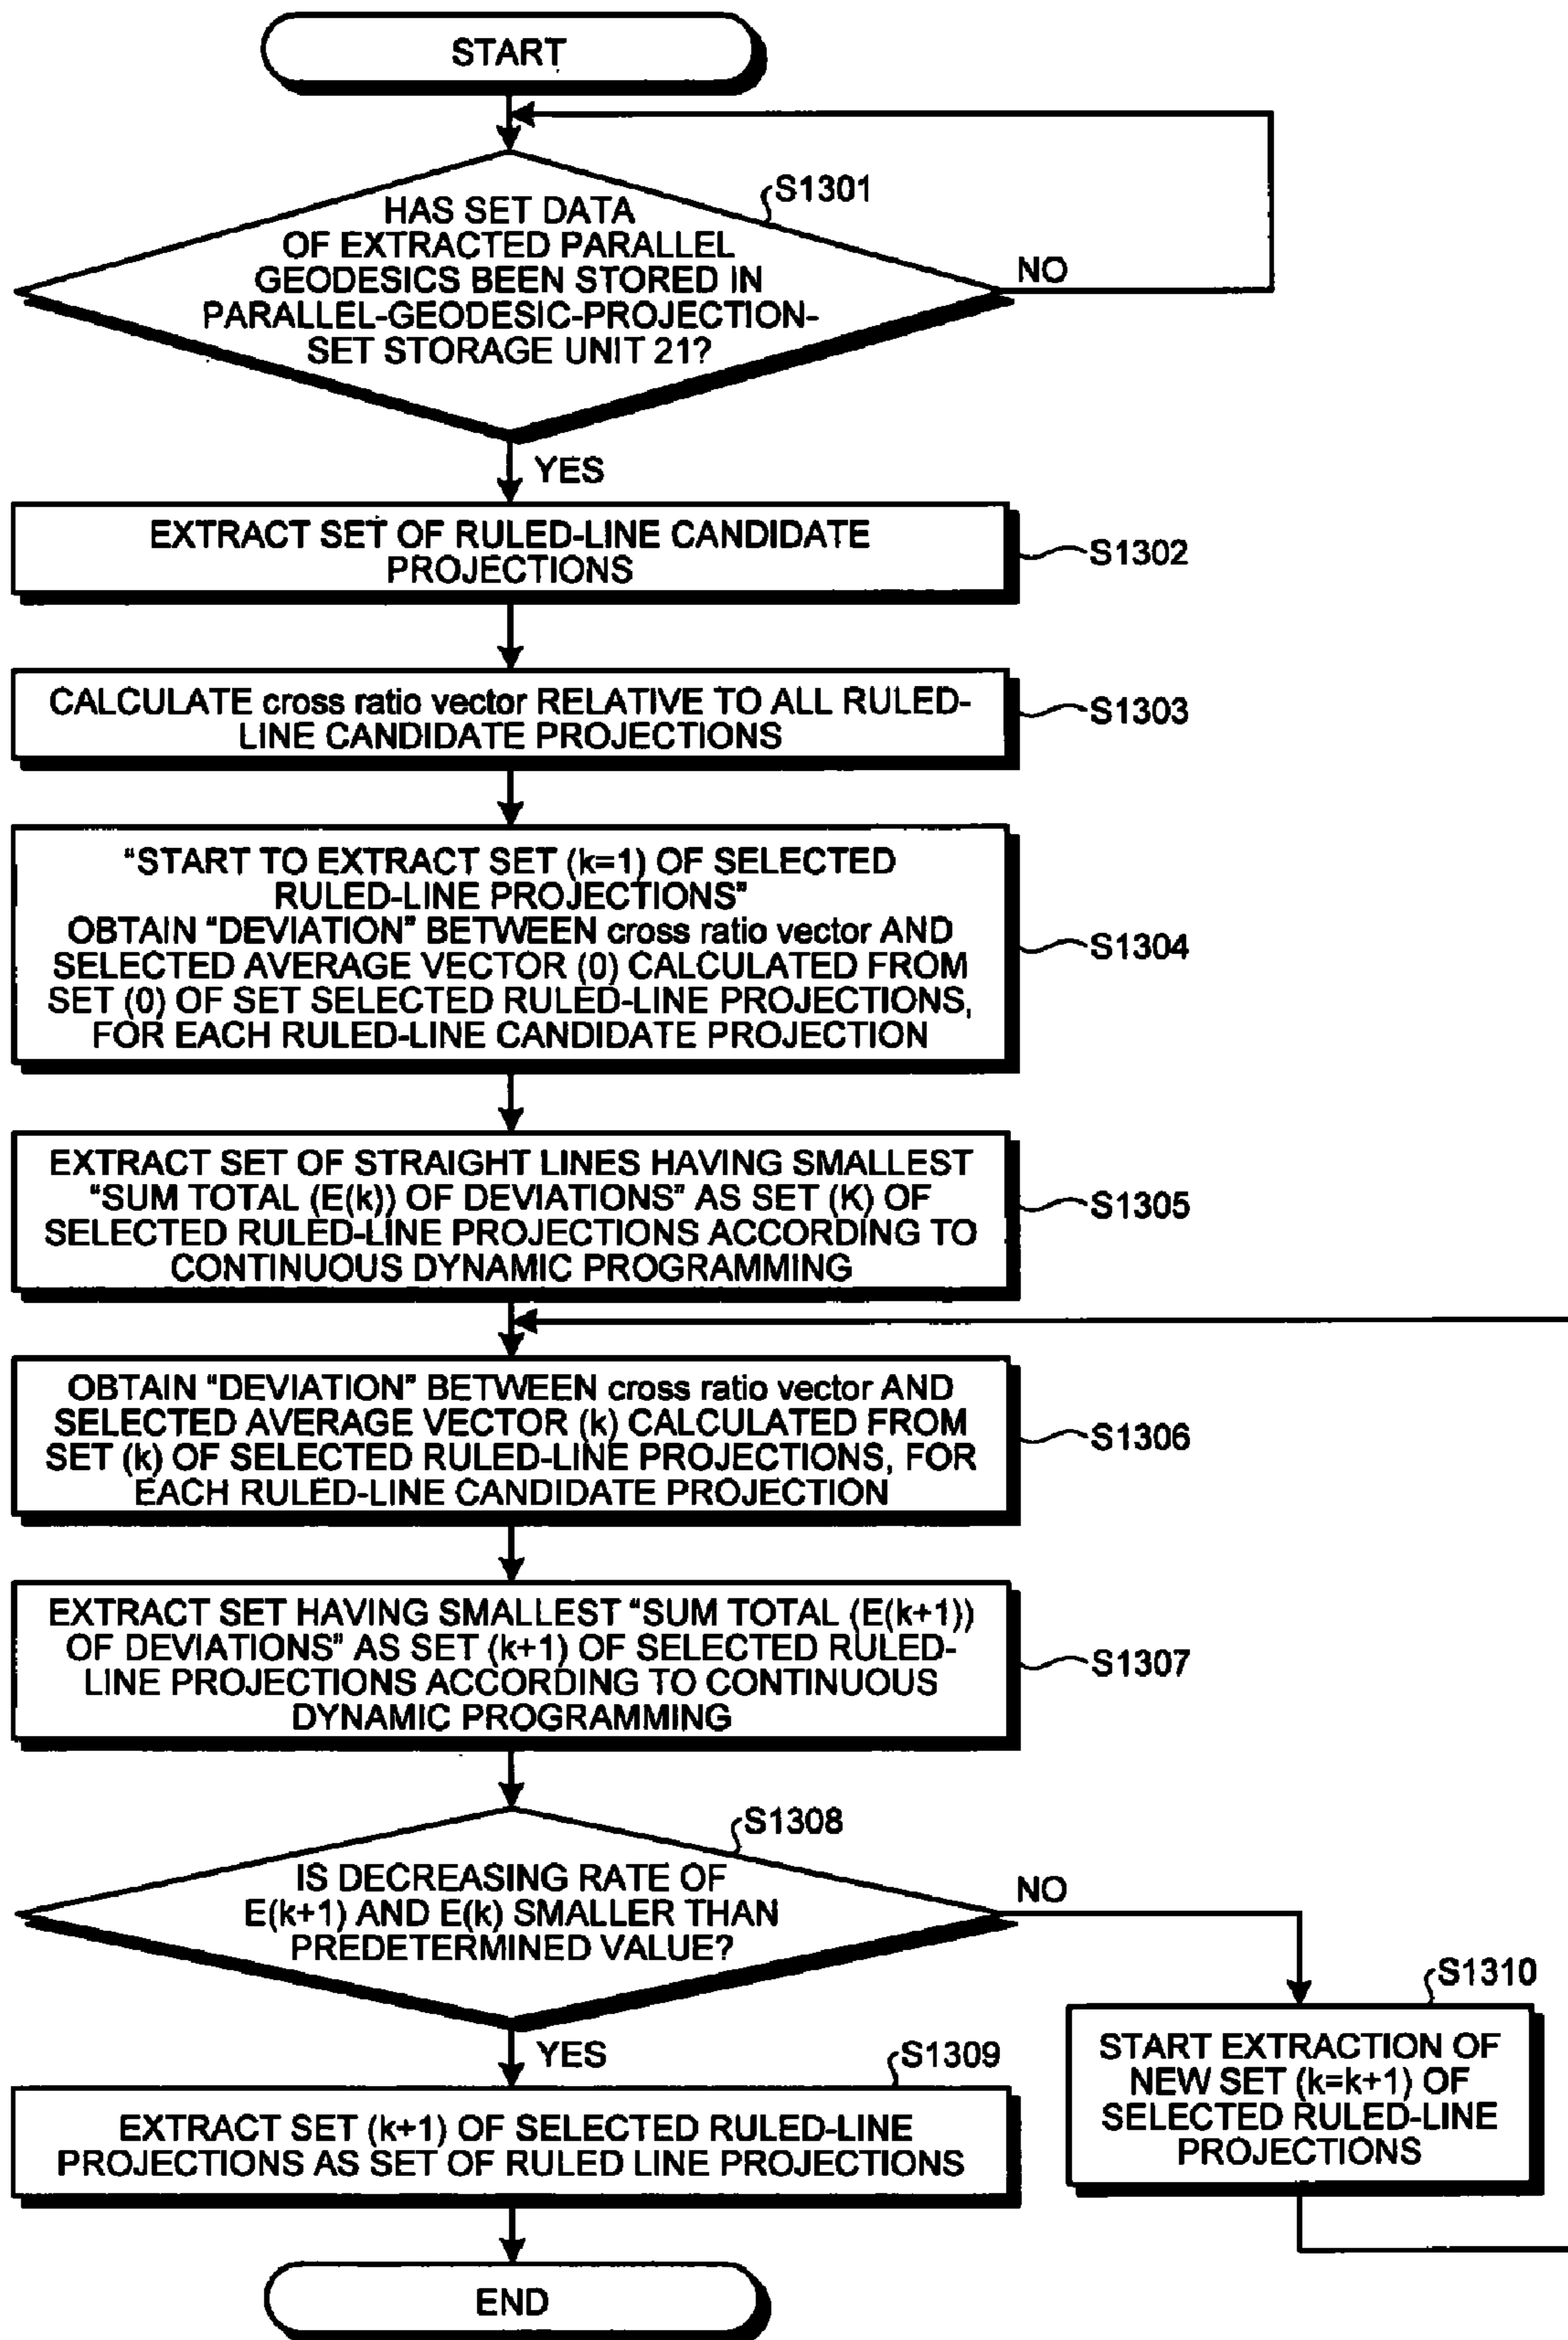 START
S1301
HAS SET DATA
OF EXTRACTED PARALLEL
GEODESICS BEEN STORED IN
PARALLEL-GEODESIC-PROJECTION-
SET STORAGE UNIT 21?
NO
YES
EXTRACT SET OF RULED-LINE CANDIDATE
PROJECTIONS
S1302
CALCULATE cross ratio vector RELATIVE TO ALL RULED-
LINE CANDIDATE PROJECTIONS
S1303
"START TO EXTRACT SET (k=1) OF SELECTED
RULED-LINE PROJECTIONS"
OBTAIN "DEVIATION" BETWEEN cross ratio vector AND
SELECTED AVERAGE VECTOR (0) CALCULATED FROM
SET (0) OF SET SELECTED RULED-LINE PROJECTIONS,
FOR EACH RULED-LINE CANDIDATE PROJECTION
S1304
EXTRACT SET OF STRAIGHT LINES HAVING SMALLEST
"SUM TOTAL (E(k)) OF DEVIATIONS" AS SET (K) OF
SELECTED RULED-LINE PROJECTIONS ACCORDING TO
CONTINUOUS DYNAMIC PROGRAMMING
S1305
OBTAIN "DEVIATION" BETWEEN cross ratio vector AND
SELECTED AVERAGE VECTOR (k) CALCULATED FROM
SET (k) OF SELECTED RULED-LINE PROJECTIONS, FOR
EACH RULED-LINE CANDIDATE PROJECTION
S1306
EXTRACT SET HAVING SMALLEST "SUM TOTAL (E(k+1))
OF DEVIATIONS" AS SET (k+1) OF SELECTED RULED-
LINE PROJECTIONS ACCORDING TO CONTINUOUS
DYNAMIC PROGRAMMING
S1307
S1308
IS DECREASING RATE OF
E(k+1) AND E(k) SMALLER THAN
PREDETERMINED VALUE?
NO
YES
S1310
START EXTRACTION OF
NEW SET (k=k+1) OF
SELECTED RULED-LINE
PROJECTIONS
S1309
EXTRACT SET (k+1) OF SELECTED RULED-LINE
PROJECTIONS AS SET OF RULED LINE PROJECTIONS
END